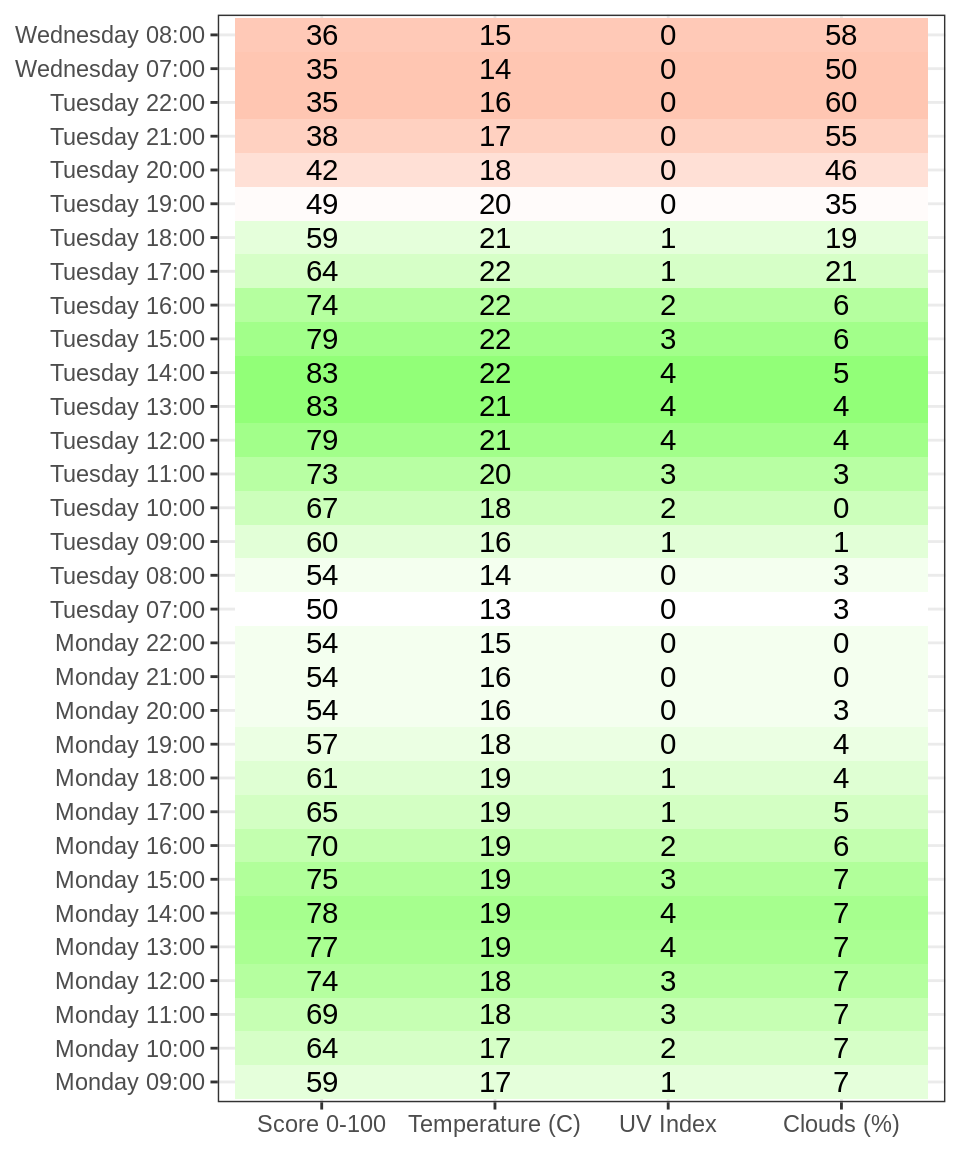 Wednesday 08:00 36 15 0 58
Wednesday 07:00 35 14 0 50
Tuesday 22:00 35 16 0 60
Tuesday 21:00 38 17 0 55
Tuesday 20:00 42 18 0 46
Tuesday 19:00 49 20 0 35
Tuesday 18:00 59 21 1 19
Tuesday 17:00 64 22 1 21
Tuesday 16:00 74 22 2 6
Tuesday 15:00 79 22 3 6
Tuesday 14:00 83 22 4 5
Tuesday 13:00 83 21 4 4
Tuesday 12:00 79 21 4 4
Tuesday 11:00 73 20 3 3
Tuesday 10:00 67 18 2 0
Tuesday 09:00 60 16 1 1
Tuesday 08:00 54 14 0 3
Tuesday 07:00 50 13 0 3
Monday 22:00 54 15 0 0
Monday 21:00 54 16 0 0
Monday 20:00 54 16 0 3
Monday 19:00 57 18 0 4
Monday 18:00 61 19 1 4
Monday 17:00 65 19 1 5
Monday 16:00 70 19 2 6
Monday 15:00 75 19 3 7
Monday 14:00 78 19 4 7
Monday 13:00 77 19 4 7
Monday 12:00 74 18 3 7
Monday 11:00 69 18 3 7
Monday 10:00 64 17 2 7
Monday 09:00 59 17 1 7
Score 0-100 Temperature (C) UV Index Clouds (%)